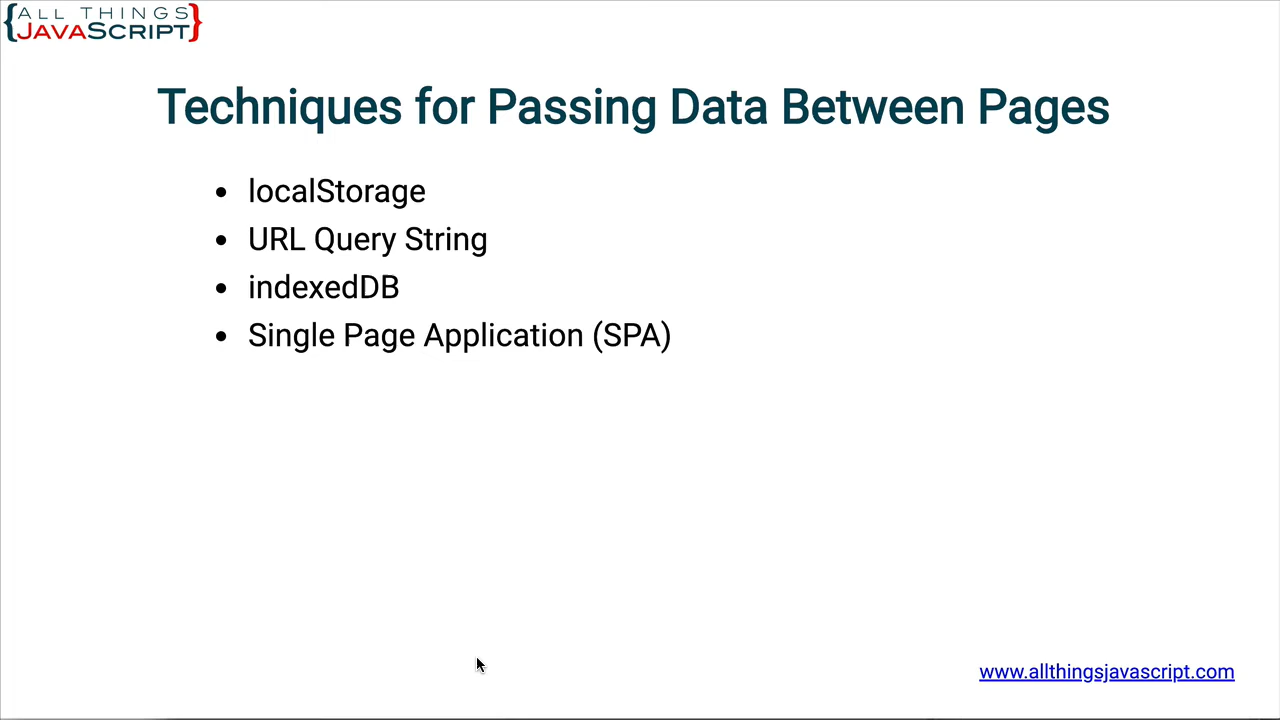 {ALL THINGS
JAVASCRIPT}
Techniques for Passing Data Between Pages
• localStorage
• URL Query String
• indexedDB
• Single Page Application (SPA)
www.allthingsjavascript.com